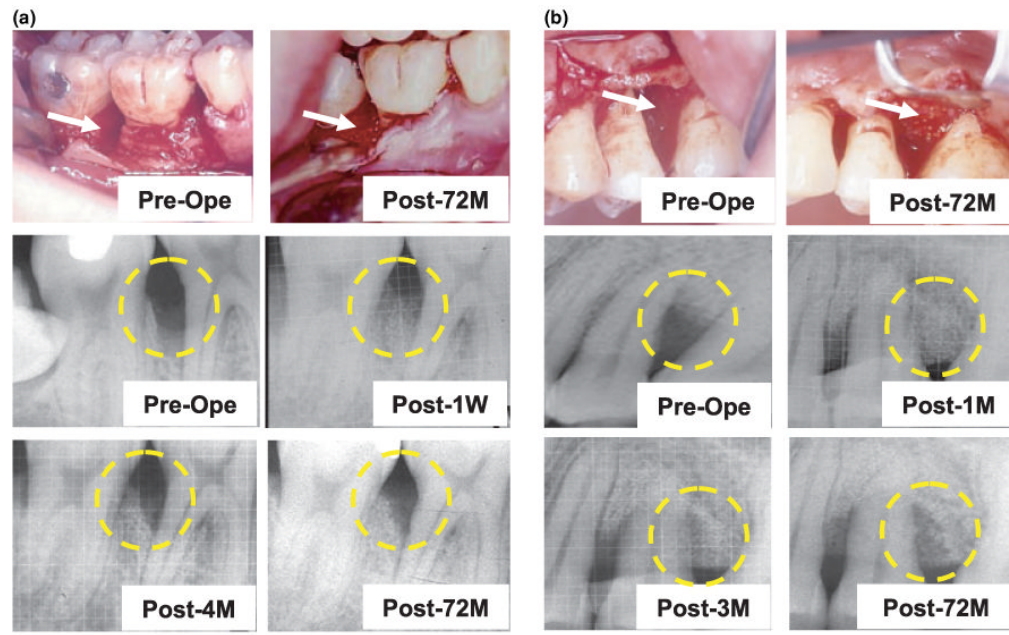 (a)
(b)
Pre-Ope
Post-72M
Pre-Ope
Post-72M
Pre-Ope
Post-1W
Pre-Ope
Post-1M
Post-4M
Post-72M
Post-3M
Post-72M